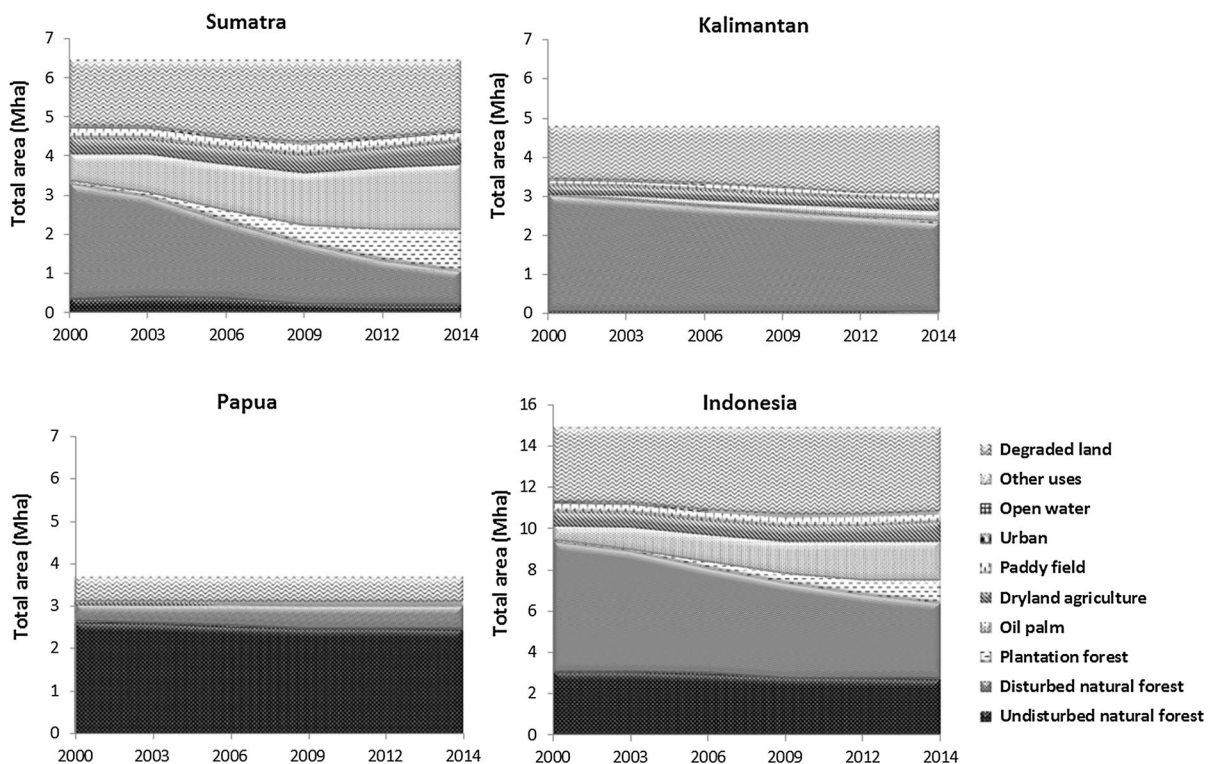 Sumatra
Total area (Mha)
7
6
5
4
3
2
1
0
2000 2003 2006 2009 2012 2014
Kalimantan
Total area (Mha)
7
6
5
4
3
2
1
0
2000 2003 2006 2009 2012 2014
Papua
Total area (Mha)
7
6
5
4
3
2
1
0
2000 2003 2006 2009 2012 2014
Indonesia
Total area (Mha)
16
14
12
10
8
6
4
2
0
2000 2003 2006 2009 2012 2014
Degraded land
Other uses
Open water
Urban
Paddy field
Dryland agriculture
Oil palm
Plantation forest
Disturbed natural forest
Undisturbed natural forest